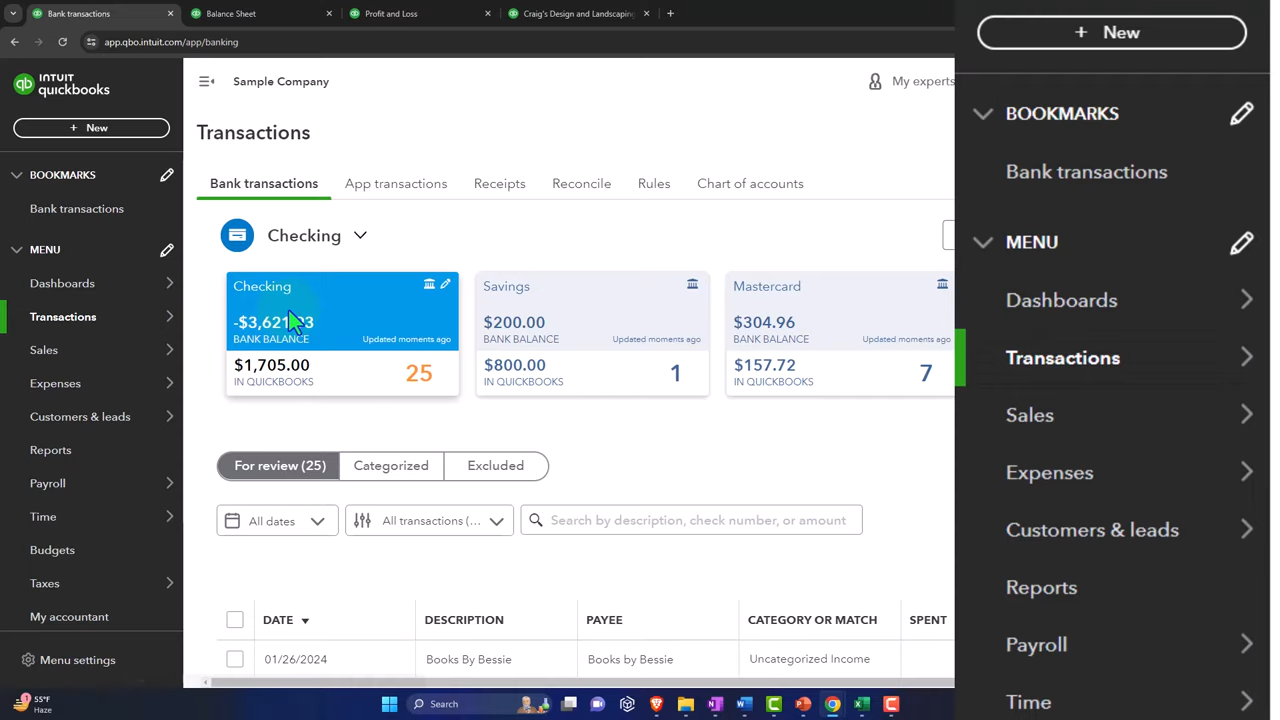 Bank transactions
Balance Sheet
Profit and Loss
Craig's Design and Landscaping
app.qbo.intuit.com/app/banking
INTUIT
quickbooks
+ New
BOOKMARKS
Bank transactions
MENU
Dashboards
Transactions
Sales
Expenses
Customers & leads
Reports
Payroll
Time
Budgets
Taxes
My accountant
Menu settings
Sample Company
My experts
Transactions
Bank transactions App transactions Receipts Reconcile Rules Chart of accounts
Checking
Checking
BANK BALANCE Updated moments ago
$1,705.00
IN QUICKBOOKS 25
Savings
$200.00
BANK BALANCE Updated moments ago
$800.00
IN QUICKBOOKS 1
Mastercard
$304.96
BANK BALANCE Updated moments ago
$157.72
IN QUICKBOOKS 7
For review (25) Categorized Excluded
All dates All transactions (... Search by description, check number, or amount
DATE DESCRIPTION PAYEE CATEGORY OR MATCH SPENT
01/26/2024 Books By Bessie Books by Bessie Uncategorized Income
+ New
BOOKMARKS
Bank transactions
MENU
Dashboards
Transactions
Sales
Expenses
Customers & leads
Reports
Payroll
Time
1
55°F
Haze
Search